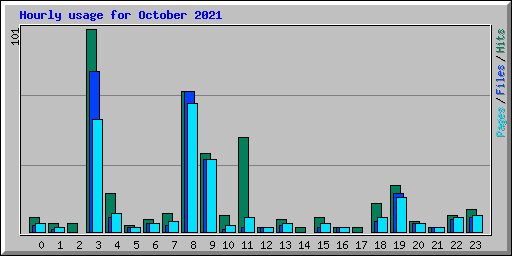 Hourly usage for October 2021
101
Pages/Files/Hits
0 1 2 3 4 5 6 7 8 9 10 11 12 13 14 15 16 17 18 19 20 21 22 23